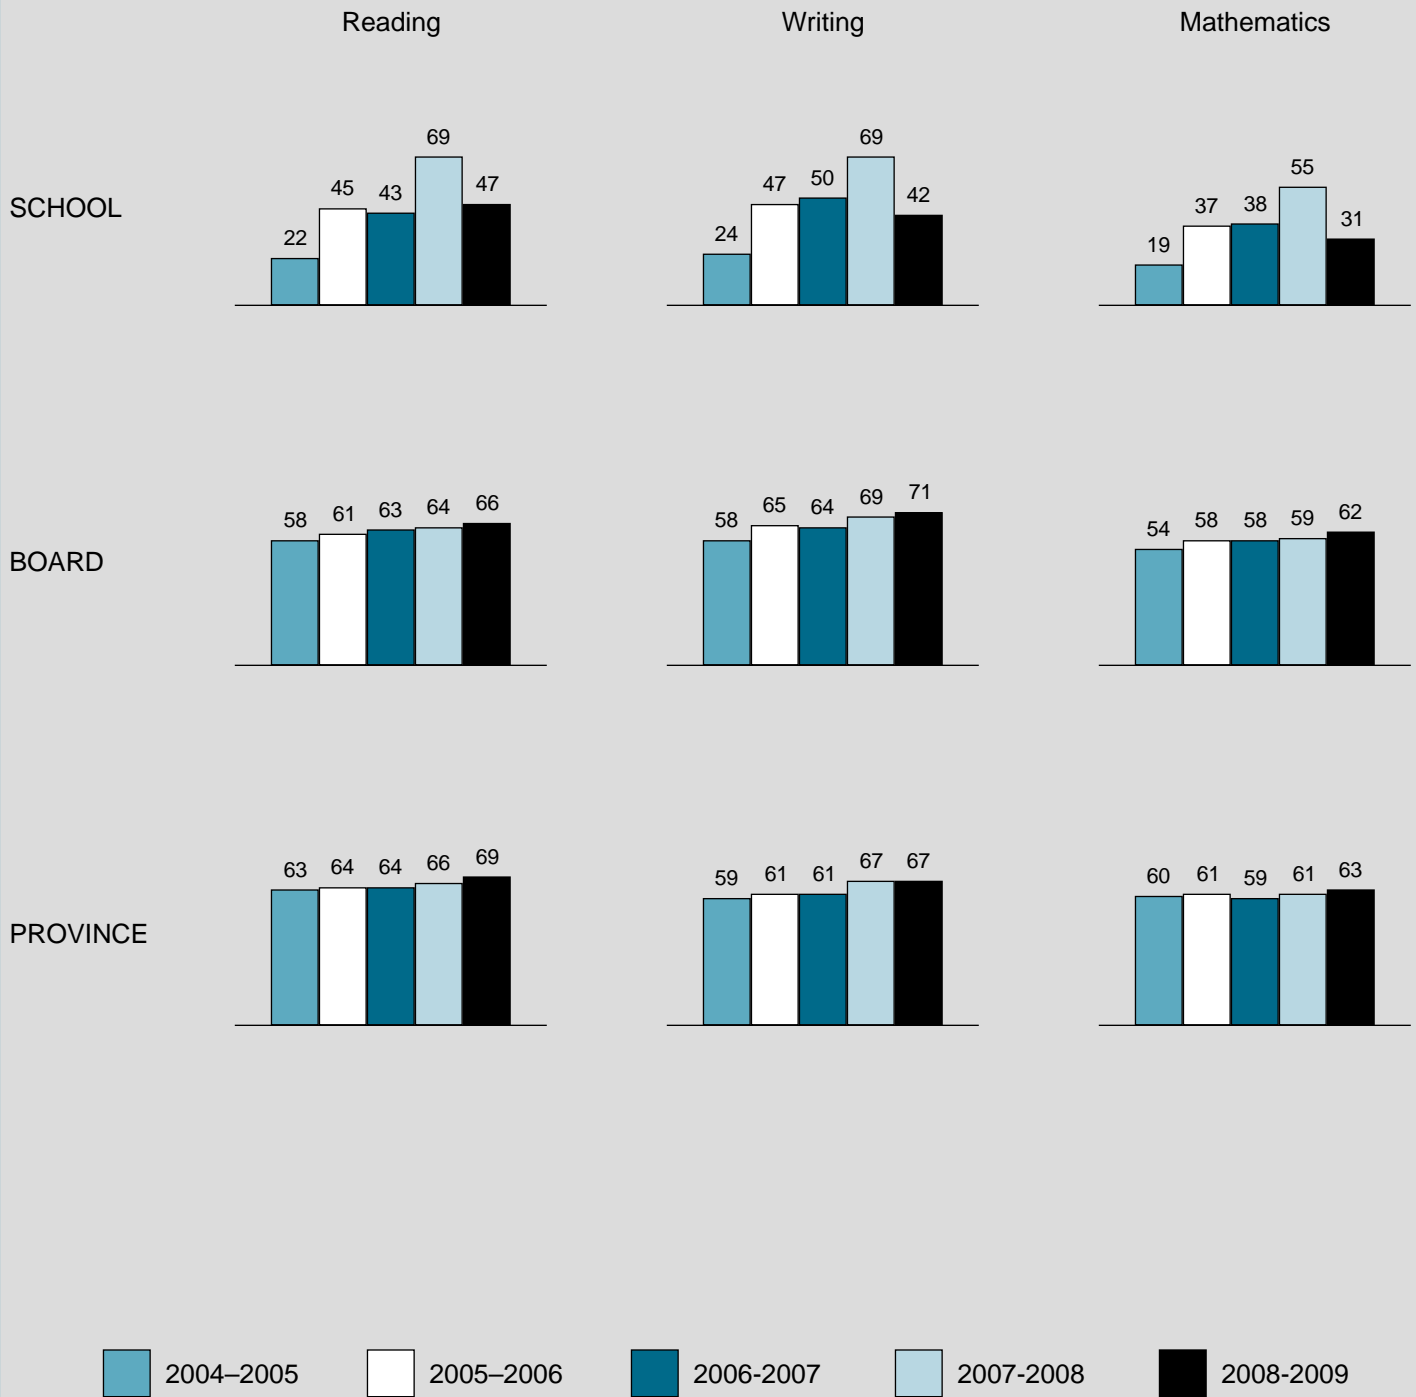 Reading Writing Mathematics
SCHOOL
22 45 43 69 47
24 47 50 69 42
19 37 38 55 31
BOARD
58 61 63 64 66
58 65 64 69 71
54 58 58 59 62
PROVINCE
63 64 64 66 69
59 61 61 67 67
60 61 59 61 63
2004–2005 2005–2006 2006-2007 2007-2008 2008-2009